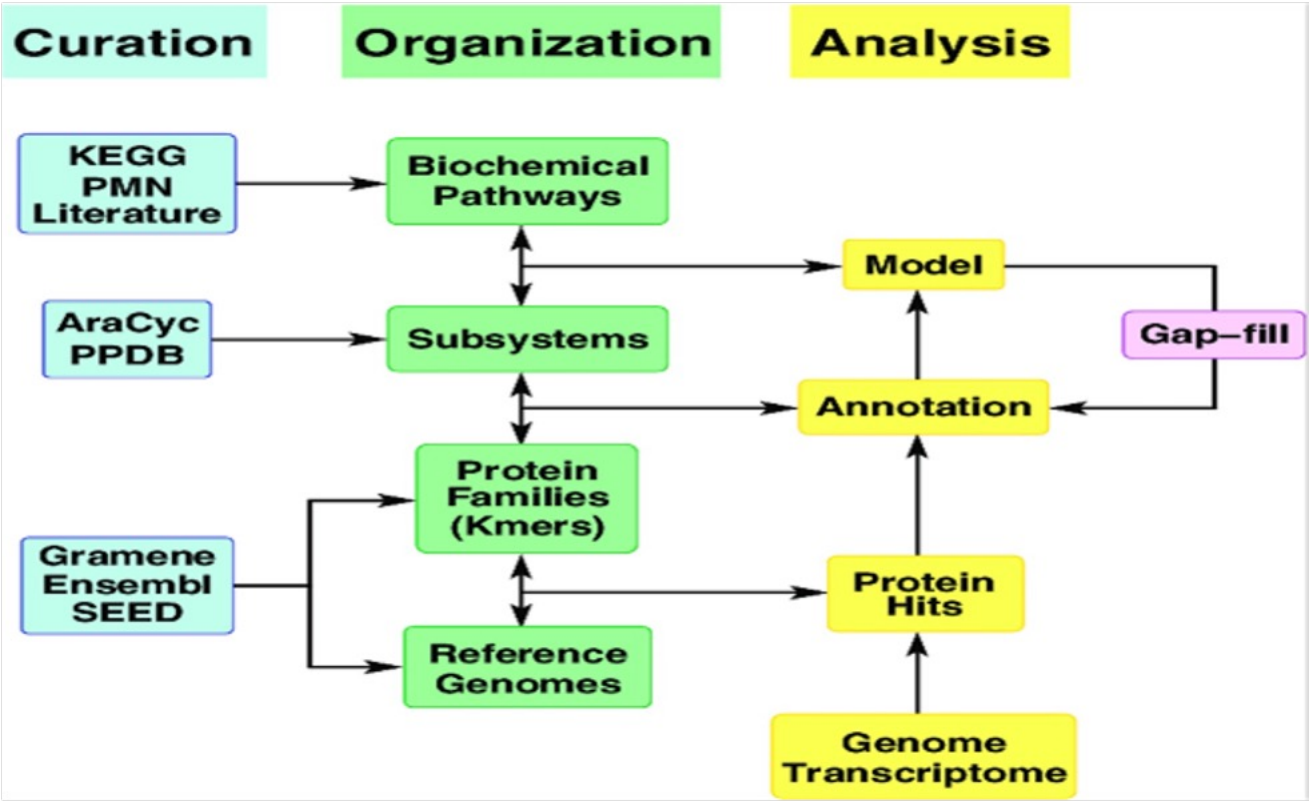 Curation
Organization
Analysis
KEGG
PMN
Literature
Biochemical
Pathways
Model
AraCyc
PPDB
Subsystems
Gap–fill
Annotation
Protein
Families
(Kmers)
Gramene
Ensembl
SEED
Protein
Hits
Reference
Genomes
Genome
Transcriptome